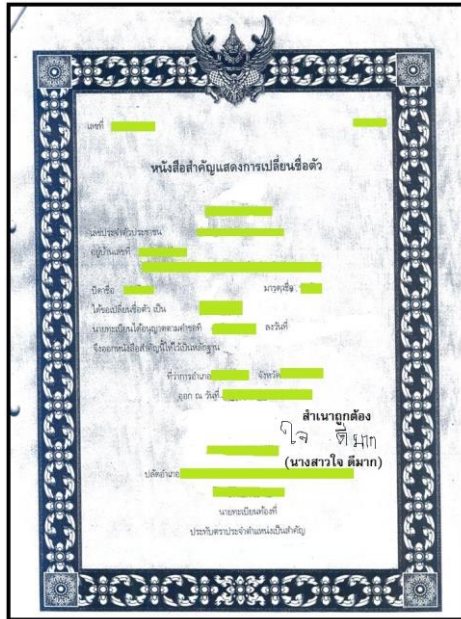 เลขที่
หนังสือสำคัญแสดงการเปลี่ยนชื่อตัว
เลขประจำตัวประชาชน
อยู่บ้านเลขที่
บิดาชื่อ มารดาชื่อ
ได้ขอเปลี่ยนชื่อตัว เป็น
นายทะเบียนได้อนุญาตตามคำขอที่ ลงวันที่
จึงออกหนังสือสำคัญนี้ให้ไว้เป็นหลักฐาน
ที่ว่าการอำเภอ จังหวัด
ออก ณ วันที่
สำเนาถูกต้อง
ใจ ดีมาก
(นางสาวใจ ดีมาก)
ปลัดอำเภอ
นายทะเบียนท้องที่
ประทับตราประจำตำแหน่งเป็นสำคัญ